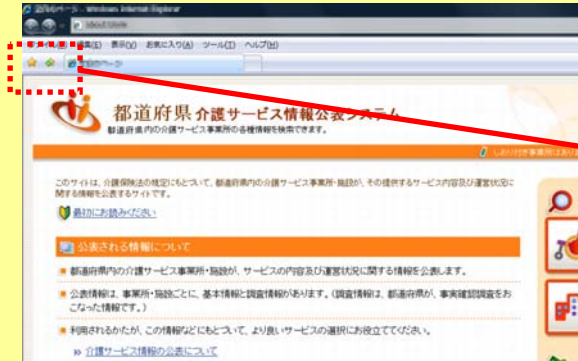 Windows Internet Explorer
表示(V) お気に入り(A) ツール(T) ヘルプ(H)
都道府県 介護サービス情報公表システム
都道府県内の介護サービス事業所の各種情報を検索できます。
このサイトは、介護保険法の規定にもとづいて、都道府県内の介護サービス事業所・施設が、その提供するサービス内容及び運営状況に
関する情報を公表するサイトです。
最初にお読みください
公表される情報について
都道府県内の介護サービス事業所・施設が、サービスの内容及び運営状況に関する情報を公表します。
公表情報は、事業所・施設ごとに、基本情報と調査情報があります。(調査情報は、都道府県が、事実確認調査をお
こなった情報です。)
利用されるかたが、この情報などにもとづいて、より良いサービスの選択にお役立てください。
介護サービス情報の公表について